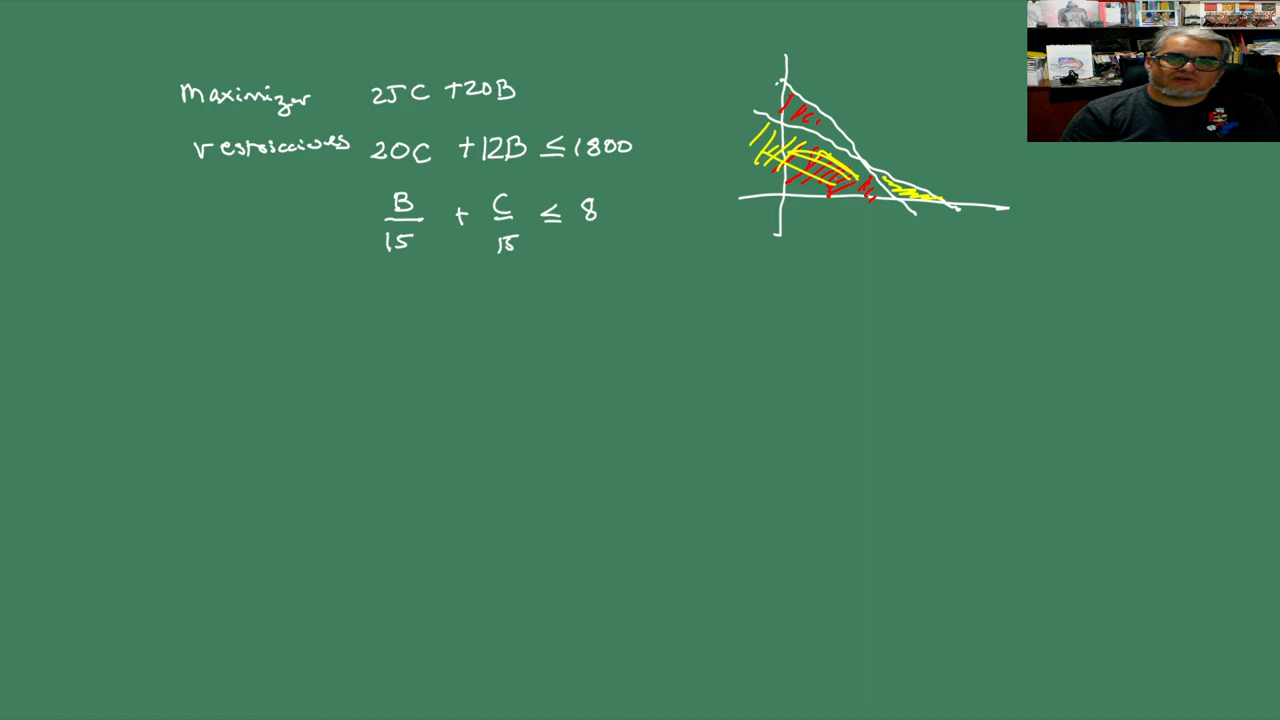 Maximizar 25C + 20B
restricciones 20C + 12B ≤ 1800
B/15 + C/15 ≤ 8